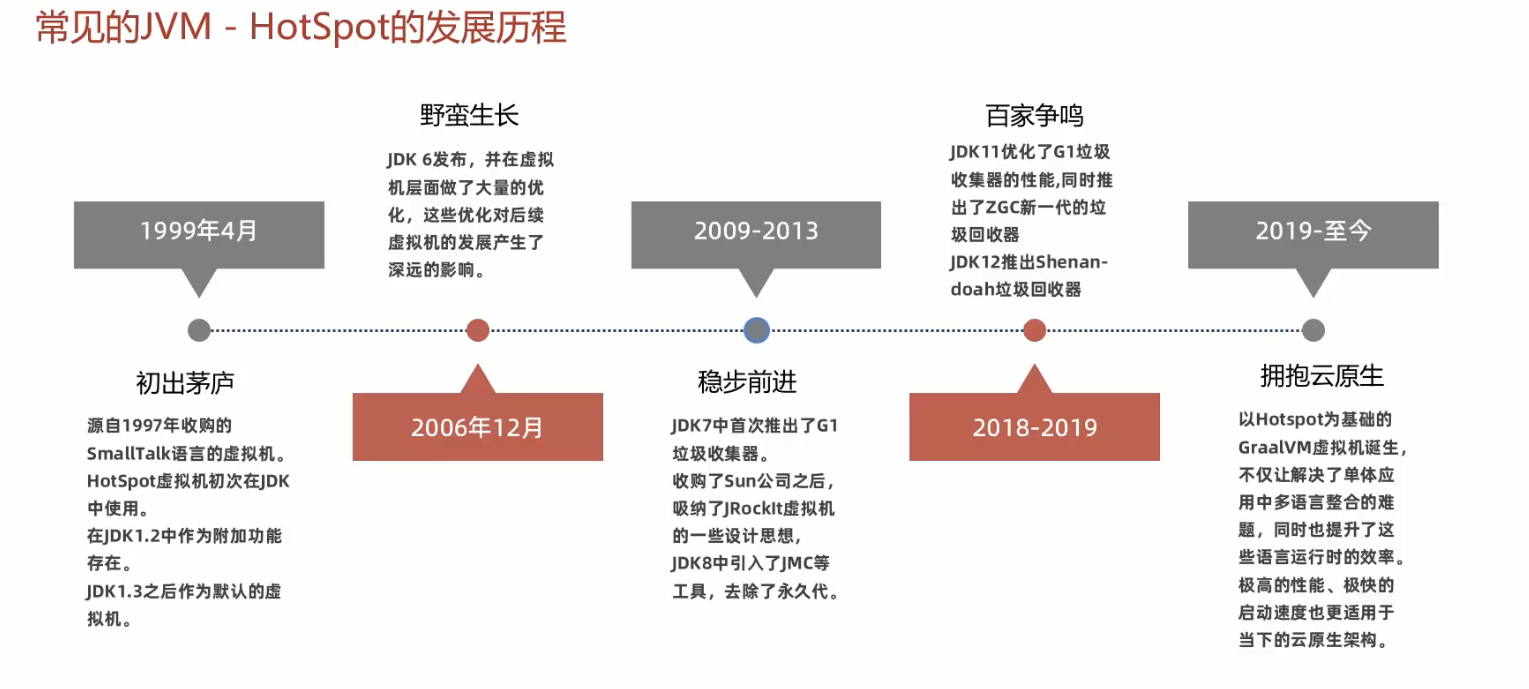 常见的JVM - HotSpot的发展历程
1999年4月
初出茅庐
源自1997年收购的
SmallTalk语言的虚拟机。
HotSpot虚拟机初次在JDK
中使用。
在JDK1.2中作为附加功能
存在。
JDK1.3之后作为默认的虚
拟机。
野蛮生长
JDK 6发布，并在虚拟
机层面做了大量的优
化，这些优化对后续
虚拟机的发展产生了
深远的影响。
2006年12月
2009-2013
稳步前进
JDK7中首次推出了G1
垃圾收集器。
收购了Sun公司之后，
吸纳了JRockIt虚拟机
的一些设计思想，
JDK8中引入了JMC等
工具，去除了永久代。
百家争鸣
JDK11优化了G1垃圾
收集器的性能,同时推
出了ZGC新一代的垃
圾回收器
JDK12推出Shenan-
doah垃圾回收器
2018-2019
2019-至今
拥抱云原生
以Hotspot为基础的
GraalVM虚拟机诞生，
不仅让解决了单体应
用中多语言整合的难
题，同时也提升了这
些语言运行时的效率。
极高的性能、极快的
启动速度也更适用于
当下的云原生架构。